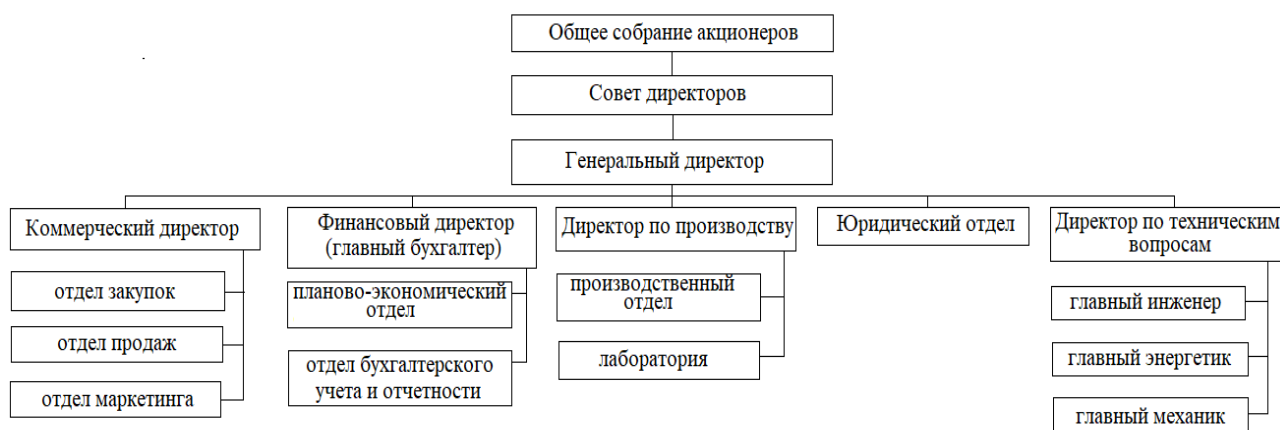 Общее собрание акционеров
Совет директоров
Генеральный директор
Коммерческий директор
отдел закупок
отдел продаж
отдел маркетинга
Финансовый директор
(главный бухгалтер)
планово-экономический
отдел
отдел бухгалтерского
учета и отчетности
Директор по производству
производственный
отдел
лаборатория
Юридический отдел
Директор по техническим
вопросам
главный инженер
главный энергетик
главный механик